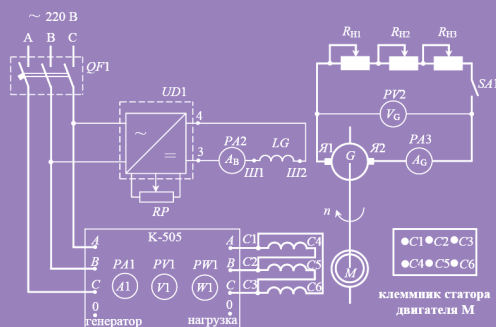 ~ 220 В
А В С
QF1
UD1
~
=
4
3
RP
PA2
AВ
Ш1
LG
Ш2
RН1 RН2 RН3
SA1
PV2
VG
Я1
G
Я2
PA3
AG
n
M
К-505
A
B
C
0
PA1 PV1 PW1
A1 V1 W1
A
B
C
0
генератор
нагрузка
C1 C4
C2 C5
C3 C6
C1 C2 C3
C4 C5 C6
клеммник статора
двигателя М